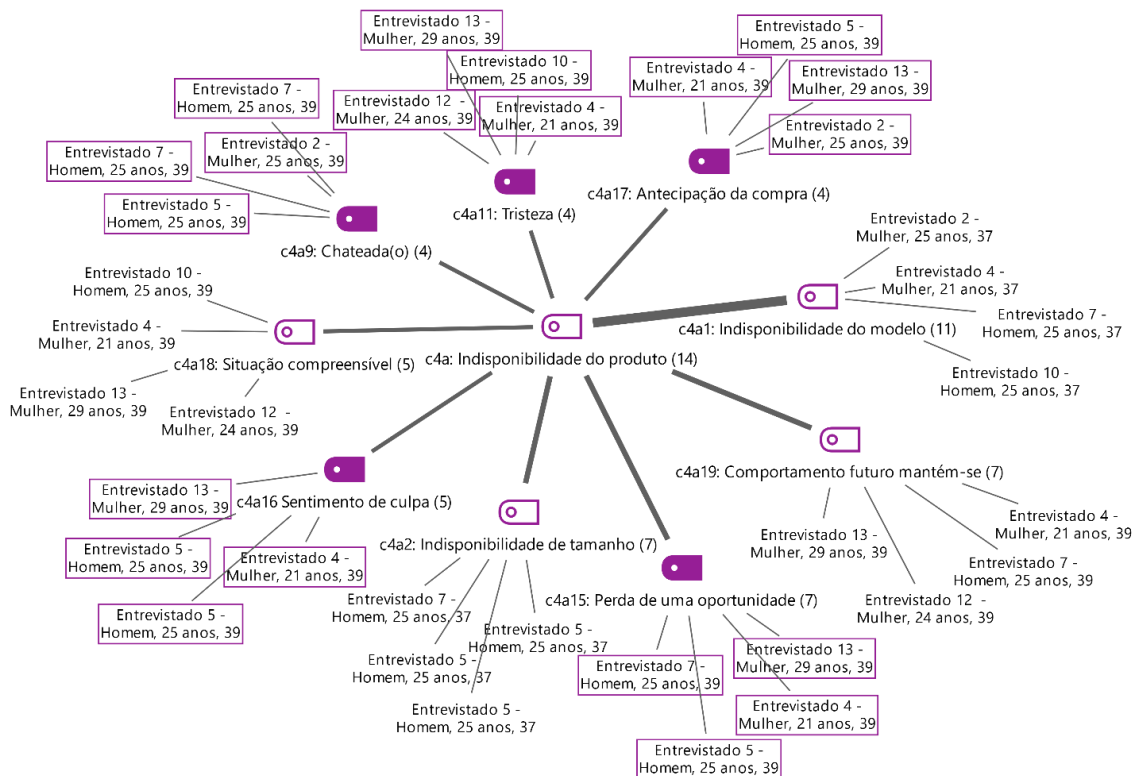 Entrevistado 13 -
Mulher, 29 anos, 39
Entrevistado 10 -
Homem, 25 anos, 39
Entrevistado 12 -
Mulher, 24 anos, 39
Entrevistado 4 -
Mulher, 21 anos, 39
c4a11: Tristeza (4)
Entrevistado 5 -
Homem, 25 anos, 39
Entrevistado 4 -
Mulher, 21 anos, 39
Entrevistado 13 -
Mulher, 29 anos, 39
Entrevistado 2 -
Mulher, 25 anos, 39
c4a17: Antecipação da compra (4)
Entrevistado 7 -
Homem, 25 anos, 39
Entrevistado 2 -
Mulher, 25 anos, 39
Entrevistado 7 -
Homem, 25 anos, 39
Entrevistado 5 -
Homem, 25 anos, 39
c4a9: Chateada(o) (4)
Entrevistado 2 -
Mulher, 25 anos, 37
Entrevistado 4 -
Mulher, 21 anos, 37
Entrevistado 7 -
Homem, 25 anos, 37
c4a1: Indisponibilidade do modelo (11)
Entrevistado 10 -
Homem, 25 anos, 37
Entrevistado 10 -
Homem, 25 anos, 39
Entrevistado 4 -
Mulher, 21 anos, 39
c4a18: Situação compreensível (5)
Entrevistado 13 -
Mulher, 29 anos, 39
Entrevistado 12 -
Mulher, 24 anos, 39
c4a: Indisponibilidade do produto (14)
c4a16 Sentimento de culpa (5)
Entrevistado 13 -
Mulher, 29 anos, 39
Entrevistado 5 -
Homem, 25 anos, 39
Entrevistado 4 -
Mulher, 21 anos, 39
Entrevistado 5 -
Homem, 25 anos, 39
c4a2: Indisponibilidade de tamanho (7)
Entrevistado 7 -
Homem, 25 anos, 37
Entrevistado 5 -
Homem, 25 anos, 37
Entrevistado 5 -
Homem, 25 anos, 37
Entrevistado 5 -
Homem, 25 anos, 37
c4a15: Perda de uma oportunidade (7)
Entrevistado 7 -
Homem, 25 anos, 39
Entrevistado 13 -
Mulher, 29 anos, 39
Entrevistado 4 -
Mulher, 21 anos, 39
Entrevistado 5 -
Homem, 25 anos, 39
c4a19: Comportamento futuro mantém-se (7)
Entrevistado 13 -
Mulher, 29 anos, 39
Entrevistado 4 -
Mulher, 21 anos, 39
Entrevistado 7 -
Homem, 25 anos, 39
Entrevistado 12 -
Mulher, 24 anos, 39